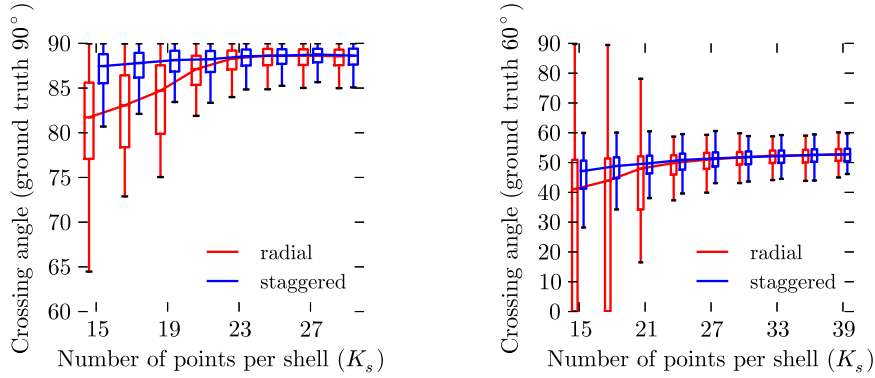 Crossing angle (ground truth 90°)
90
85
80
75
70
65
60
radial
staggered
15 19 23 27
Number of points per shell (K_s)
Crossing angle (ground truth 60°)
90
80
70
60
50
40
30
20
10
0
radial
staggered
15 21 27 33 39
Number of points per shell (K_s)